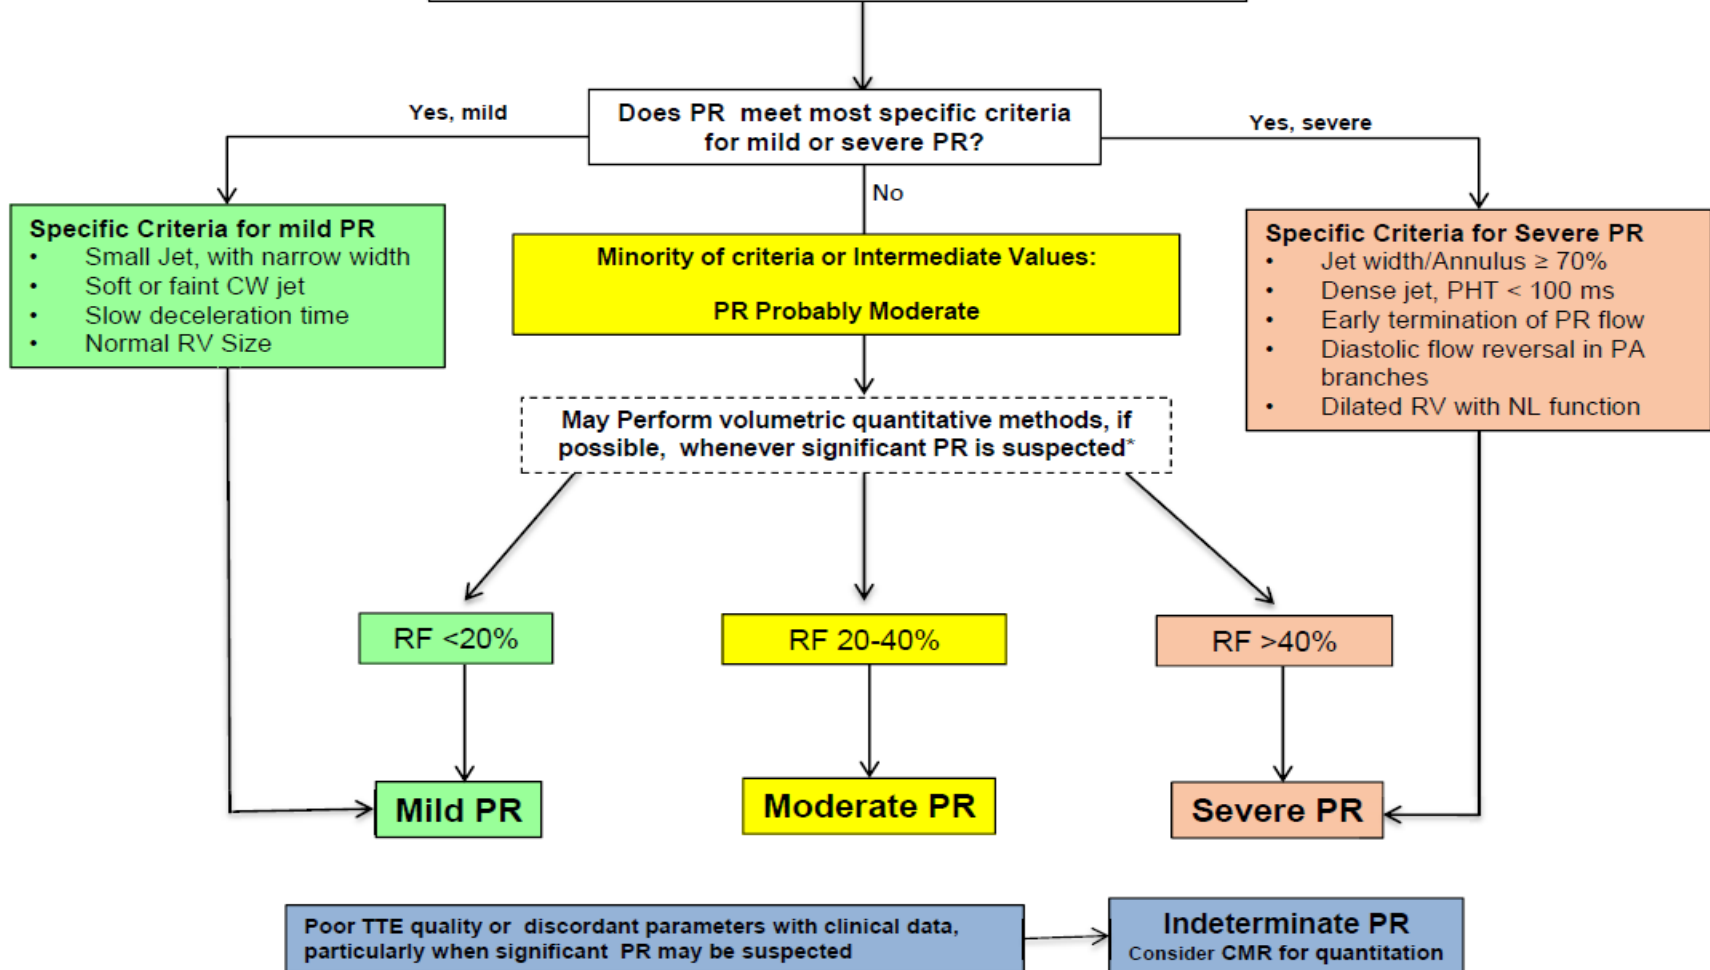 Does PR meet most specific criteria
for mild or severe PR?
Yes, mild
Yes, severe
No
Specific Criteria for mild PR
• Small Jet, with narrow width
• Soft or faint CW jet
• Slow deceleration time
• Normal RV Size
Minority of criteria or Intermediate Values:
PR Probably Moderate
Specific Criteria for Severe PR
• Jet width/Annulus ≥ 70%
• Dense jet, PHT < 100 ms
• Early termination of PR flow
• Diastolic flow reversal in PA
branches
• Dilated RV with NL function
May Perform volumetric quantitative methods, if
possible, whenever significant PR is suspected*
RF <20%
RF 20-40%
RF >40%
Mild PR
Moderate PR
Severe PR
Poor TTE quality or discordant parameters with clinical data,
particularly when significant PR may be suspected
Indeterminate PR
Consider CMR for quantitation